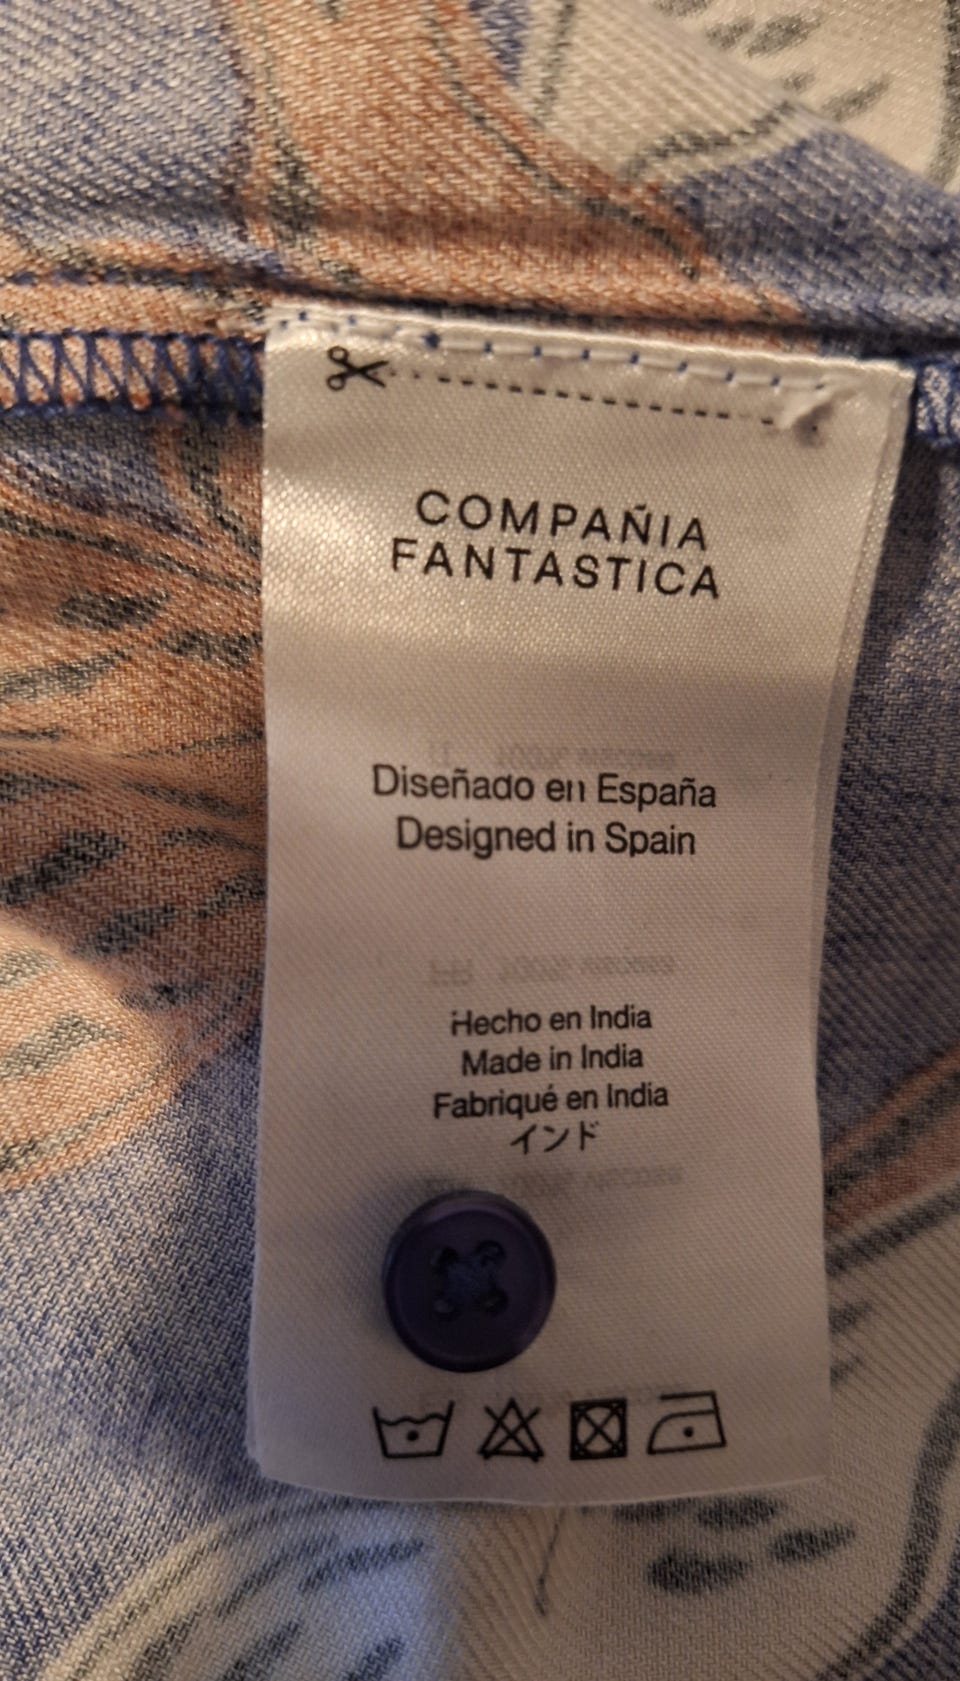 COMPAÑIA
FANTASTICA
Diseñado en España
Designed in Spain
Hecho en India
Made in India
Fabriqué en India
インド